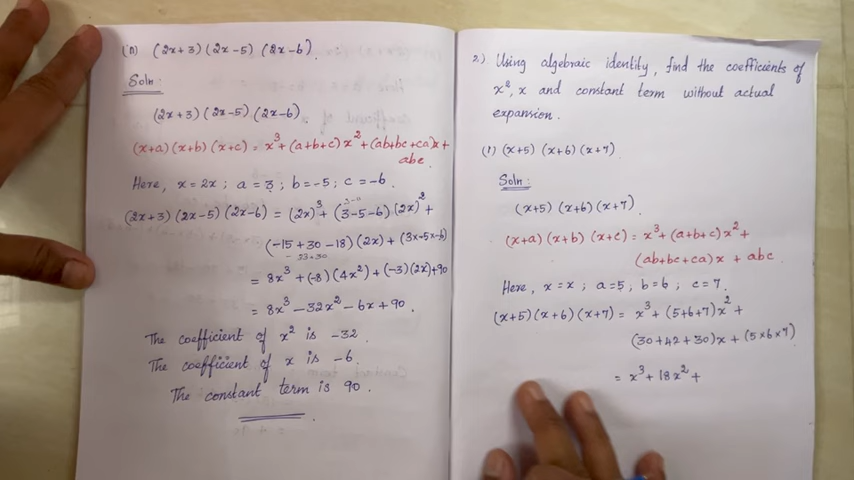 (ii) (2x+3) (2x-5) (2x-6).
Soln:
(2x+3) (2x-5) (2x-6).
(x+a) (x+b) (x+c) = x³+(a+b+c) x²+(ab+bc+ca)x+
abc.
Here, x=2x ; a=3 ; b=-5 ; c=-6.
(2x+3) (2x-5) (2x-6) = (2x)³+(3-5-6) (2x)²+
(-15+30-18) (2x) + (3x-5x-6)
-33+30
= 8x³+(-8) (4x²)+(-3)(2x)+90
= 8x³-32x²-6x+90.
The coefficient of x² is -32.
The coefficient of x is -6.
The constant term is 90.
2.) Using algebraic identity, find the coefficients of
x², x and constant term without actual
expansion.
(i) (x+5) (x+6) (x+7).
Soln:
(x+5) (x+6) (x+7).
(x+a) (x+b) (x+c) = x³+(a+b+c) x²+
(ab+bc+ca)x + abc.
Here, x=x ; a=5; b=6; c=7.
(x+5) (x+6) (x+7) = x³+(5+6+7)x²+
(30+42+30)x+(5×6×7)
= x³+18x²+